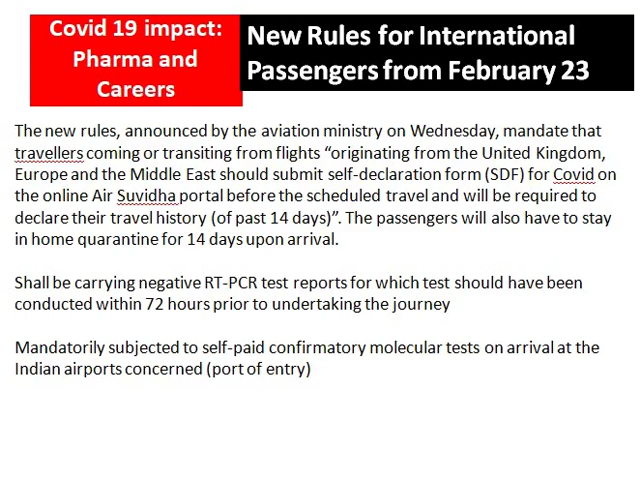 Covid 19 impact:
Pharma and
Careers
New Rules for International
Passengers from February 23
The new rules, announced by the aviation ministry on Wednesday, mandate that
travellers coming or transiting from flights “originating from the United Kingdom,
Europe and the Middle East should submit self-declaration form (SDF) for Covid on
the online Air Suvidha portal before the scheduled travel and will be required to
declare their travel history (of past 14 days)”. The passengers will also have to stay
in home quarantine for 14 days upon arrival.
Shall be carrying negative RT-PCR test reports for which test should have been
conducted within 72 hours prior to undertaking the journey
Mandatorily subjected to self-paid confirmatory molecular tests on arrival at the
Indian airports concerned (port of entry)